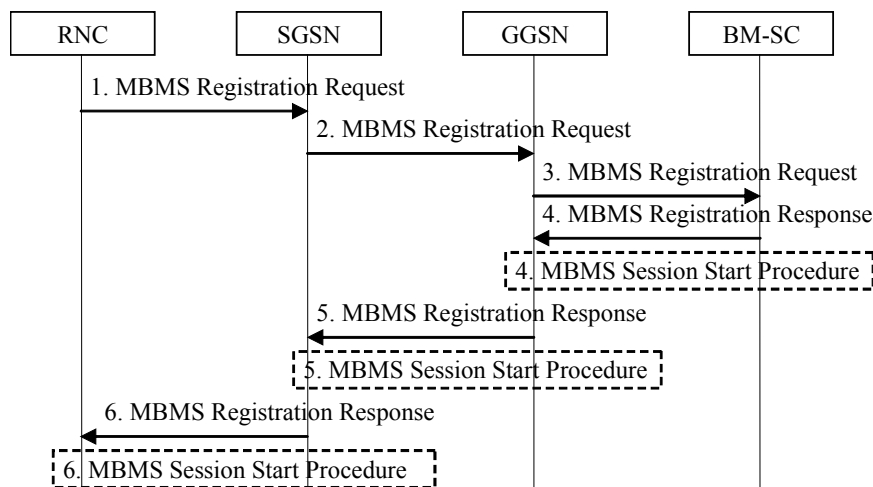 RNC
SGSN
GGSN
BM-SC
1. MBMS Registration Request
2. MBMS Registration Request
3. MBMS Registration Request
4. MBMS Registration Response
4. MBMS Session Start Procedure
5. MBMS Registration Response
5. MBMS Session Start Procedure
6. MBMS Registration Response
6. MBMS Session Start Procedure